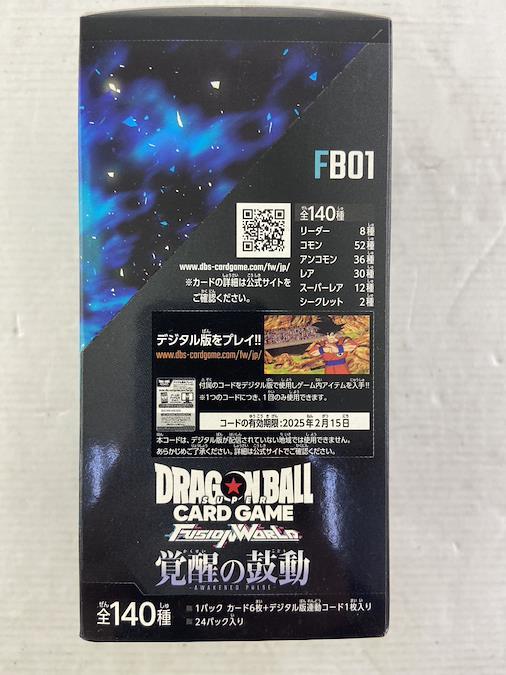 FB01
全140種
リーダー 8種
コモン 52種
アンコモン 36種
レア 30種
スーパーレア 12種
シークレット 2種
www.dbs-cardgame.com/fw/jp/
※カードの詳細は公式サイトを
ご確認ください。
デジタル版をプレイ!!
www.dbs-cardgame.com/fw/jp/
付属のコードをデジタル版で使用しゲーム内アイテムを入手!!
※1つのコードにつき、1回のみ使用できます。
コードの有効期限:2025年2月15日
本コードは、デジタル版が配信されていない地域では使用できません。
あらかじめご了承ください。詳細は公式サイトでご確認ください。
DRAGON BALL
SUPER
CARD GAME
FUSION WORLD
覚醒の鼓動
-AWAKENED PULSE-
全140種
1パック カード6枚+デジタル版連動コード1枚入り
24パック入り